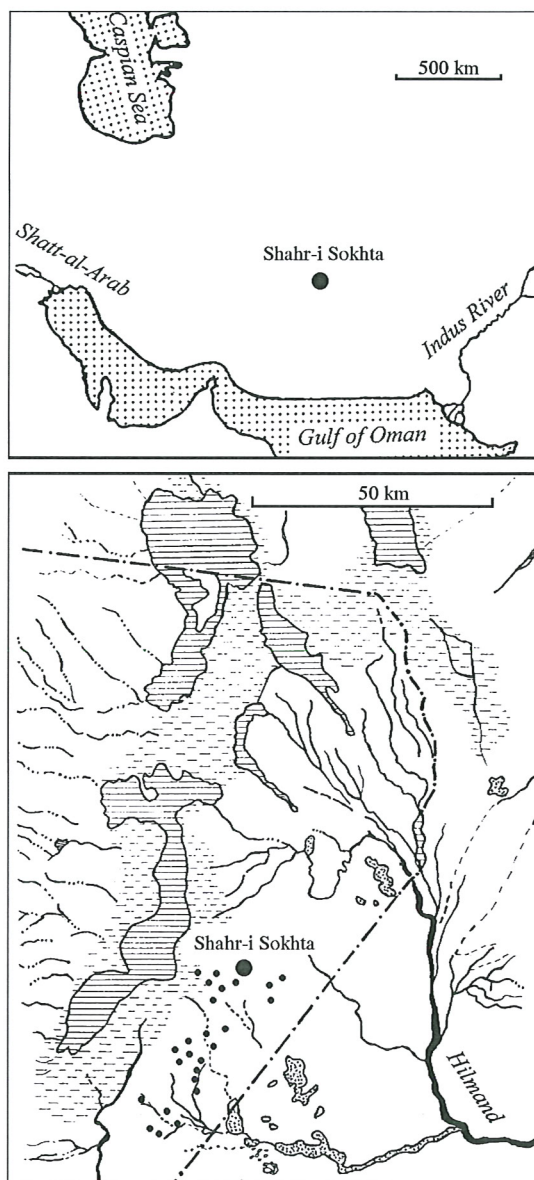 Caspian Sea
500 km
Shatt-al-Arab
Shahr-i Sokhta
Indus River
Gulf of Oman
50 km
Shahr-i Sokhta
Hilmand